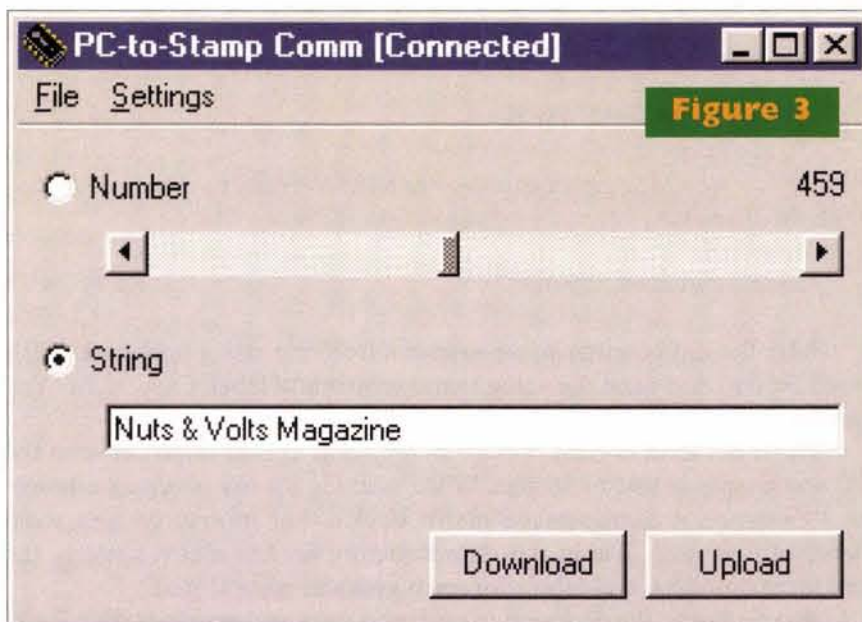 PC-to-Stamp Comm [Connected]
File Settings
Figure 3
Number 459
String
Nuts & Volts Magazine
Download Upload